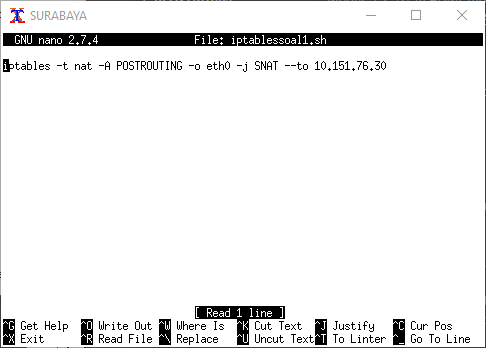 SURABAYA
GNU nano 2.7.4 File: iptablessoal1.sh
iptables -t nat -A POSTROUTING -o eth0 -j SNAT --to 10.151.76.30
[ Read 1 line ]
^G Get Help ^O Write Out ^W Where Is ^K Cut Text ^J Justify ^C Cur Pos
^X Exit ^R Read File ^\ Replace ^U Uncut Text ^T To Linter ^_ Go To Line